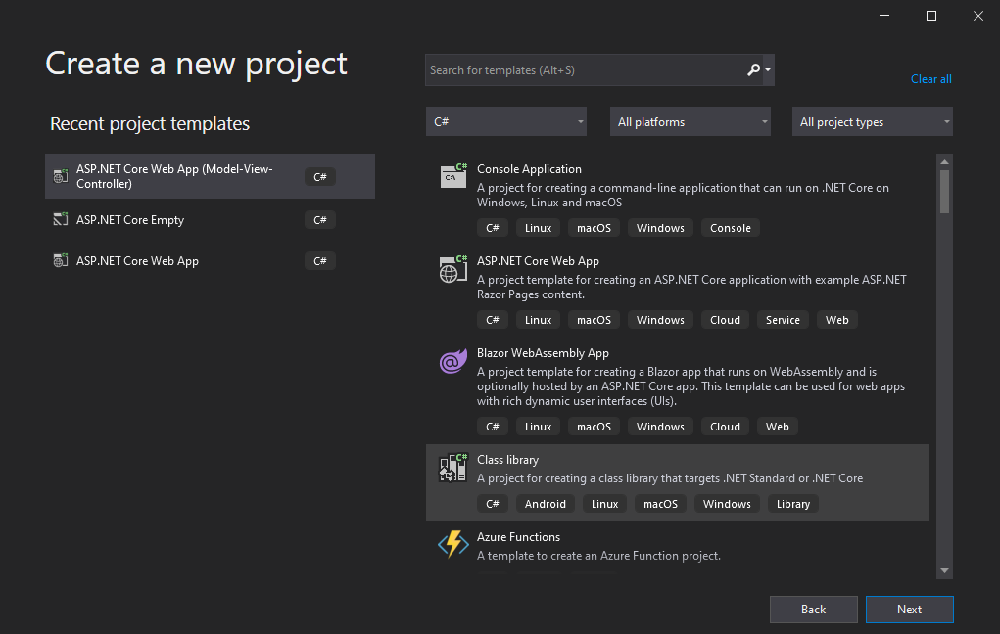 Create a new project
Search for templates (Alt+S)
Clear all
Recent project templates
C#
All platforms
All project types
ASP.NET Core Web App (Model-View-
Controller)
C#
ASP.NET Core Empty
C#
ASP.NET Core Web App
C#
C#
C:\
Console Application
A project for creating a command-line application that can run on .NET Core on
Windows, Linux and macOS
C# Linux macOS Windows Console
C#
ASP.NET Core Web App
A project template for creating an ASP.NET Core application with example ASP.NET
Razor Pages content.
C# Linux macOS Windows Cloud Service Web
Blazor WebAssembly App
A project template for creating a Blazor app that runs on WebAssembly and is
optionally hosted by an ASP.NET Core app. This template can be used for web apps
with rich dynamic user interfaces (UIs).
C# Linux macOS Windows Cloud Web
C#
Class library
A project for creating a class library that targets .NET Standard or .NET Core
C# Android Linux macOS Windows Library
Azure Functions
A template to create an Azure Function project.
Back
Next